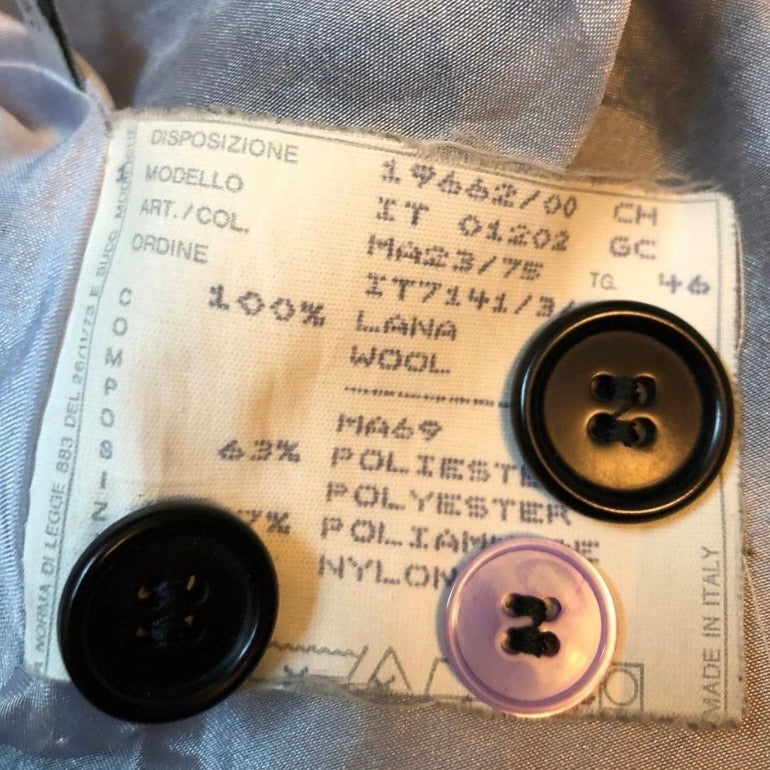 DISPOSIZIONE 19662/00 CH
MODELLO IT 01202 GC
ART./COL. MA23/75 TG. 46
ORDINE IT7141/3/
100% LANA
WOOL
MA69
63% POLIESTE
POLYESTER
7% POLIAM
NYLON
COMPOSIZ
A NORMA DI LEGGE 883 DEL 26/11/73 E SUCC.
MADE IN ITALY